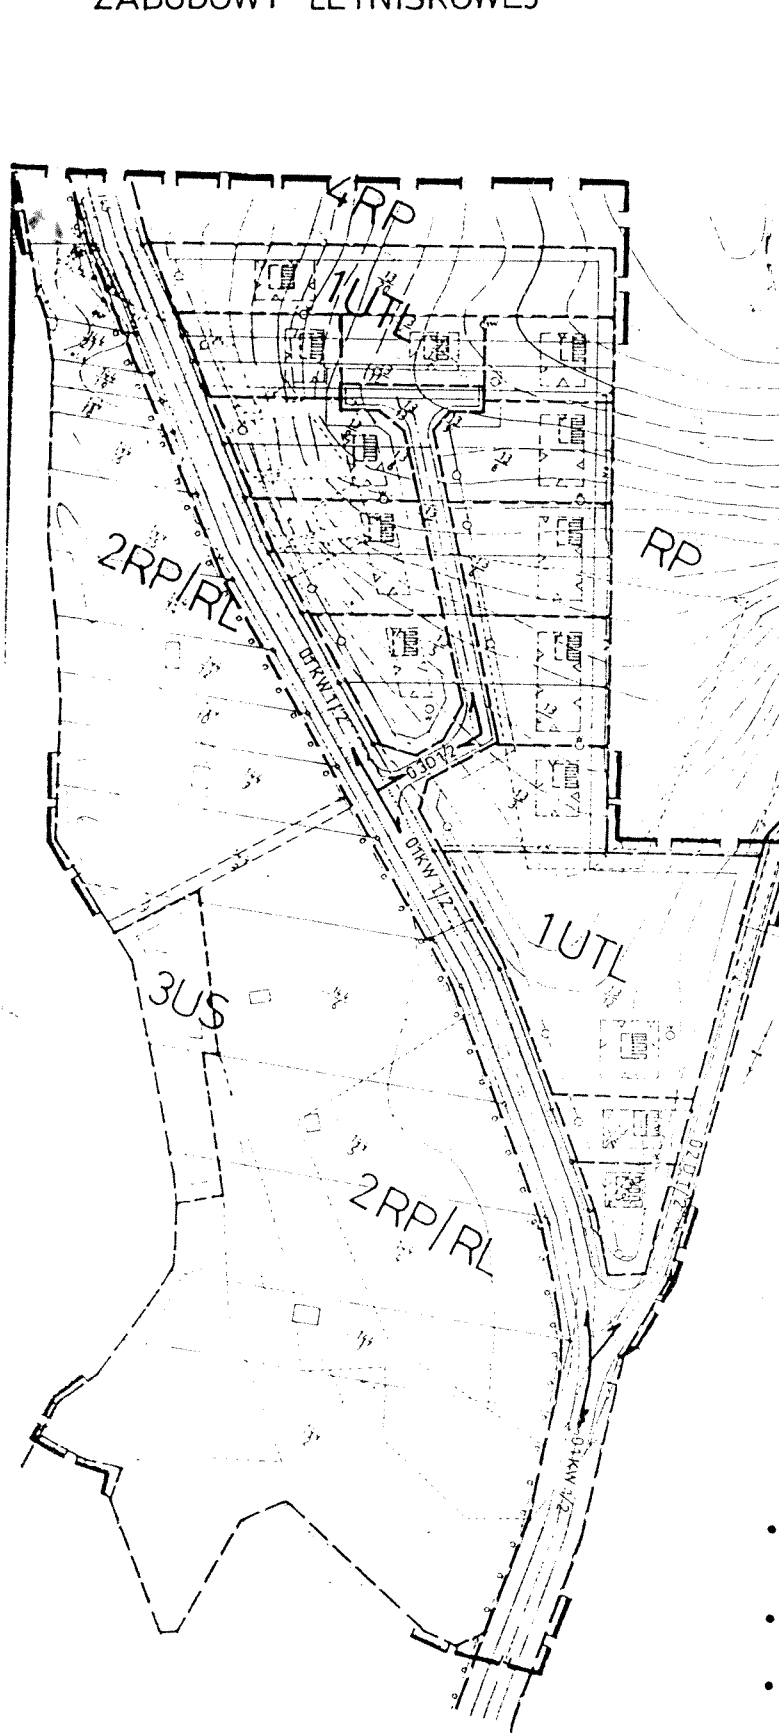 ZABUDOWY LETNISKOWEJ
4RP
1UTL
2RP/RL
RP
01KW 1/2
03D 1/2
01KW 1/2
1UTL
3US
02D 1/2
2RP/RL
01KW 1/2